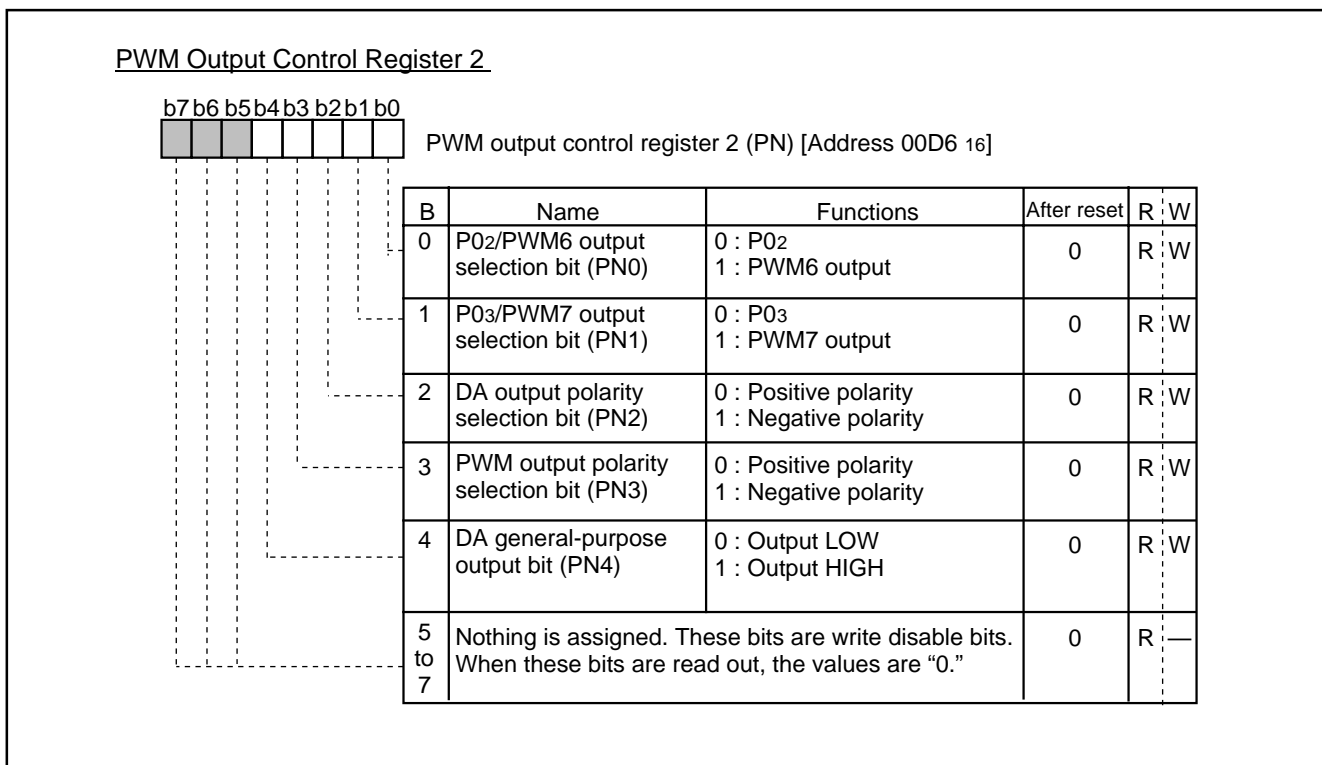 PWM Output Control Register 2
b7 b6 b5 b4 b3 b2 b1 b0
PWM output control register 2 (PN) [Address 00D6 16]
B Name Functions After reset R W
0 P02/PWM6 output selection bit (PN0) 0 : P02 1 : PWM6 output 0 R W
1 P03/PWM7 output selection bit (PN1) 0 : P03 1 : PWM7 output 0 R W
2 DA output polarity selection bit (PN2) 0 : Positive polarity 1 : Negative polarity 0 R W
3 PWM output polarity selection bit (PN3) 0 : Positive polarity 1 : Negative polarity 0 R W
4 DA general-purpose output bit (PN4) 0 : Output LOW 1 : Output HIGH 0 R W
5 to 7 Nothing is assigned. These bits are write disable bits. When these bits are read out, the values are “0.” 0 R —